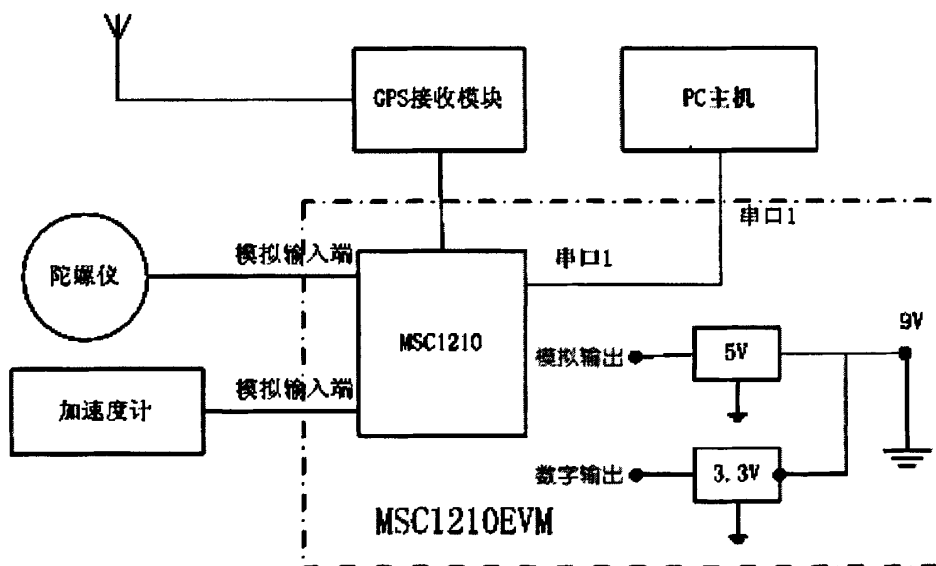 GPS接收模块
PC主机
串口1
模拟输入端
串口1
陀螺仪
MSC1210
9V
模拟输出
5V
模拟输入端
加速度计
数字输出
3.3V
MSC1210EVM